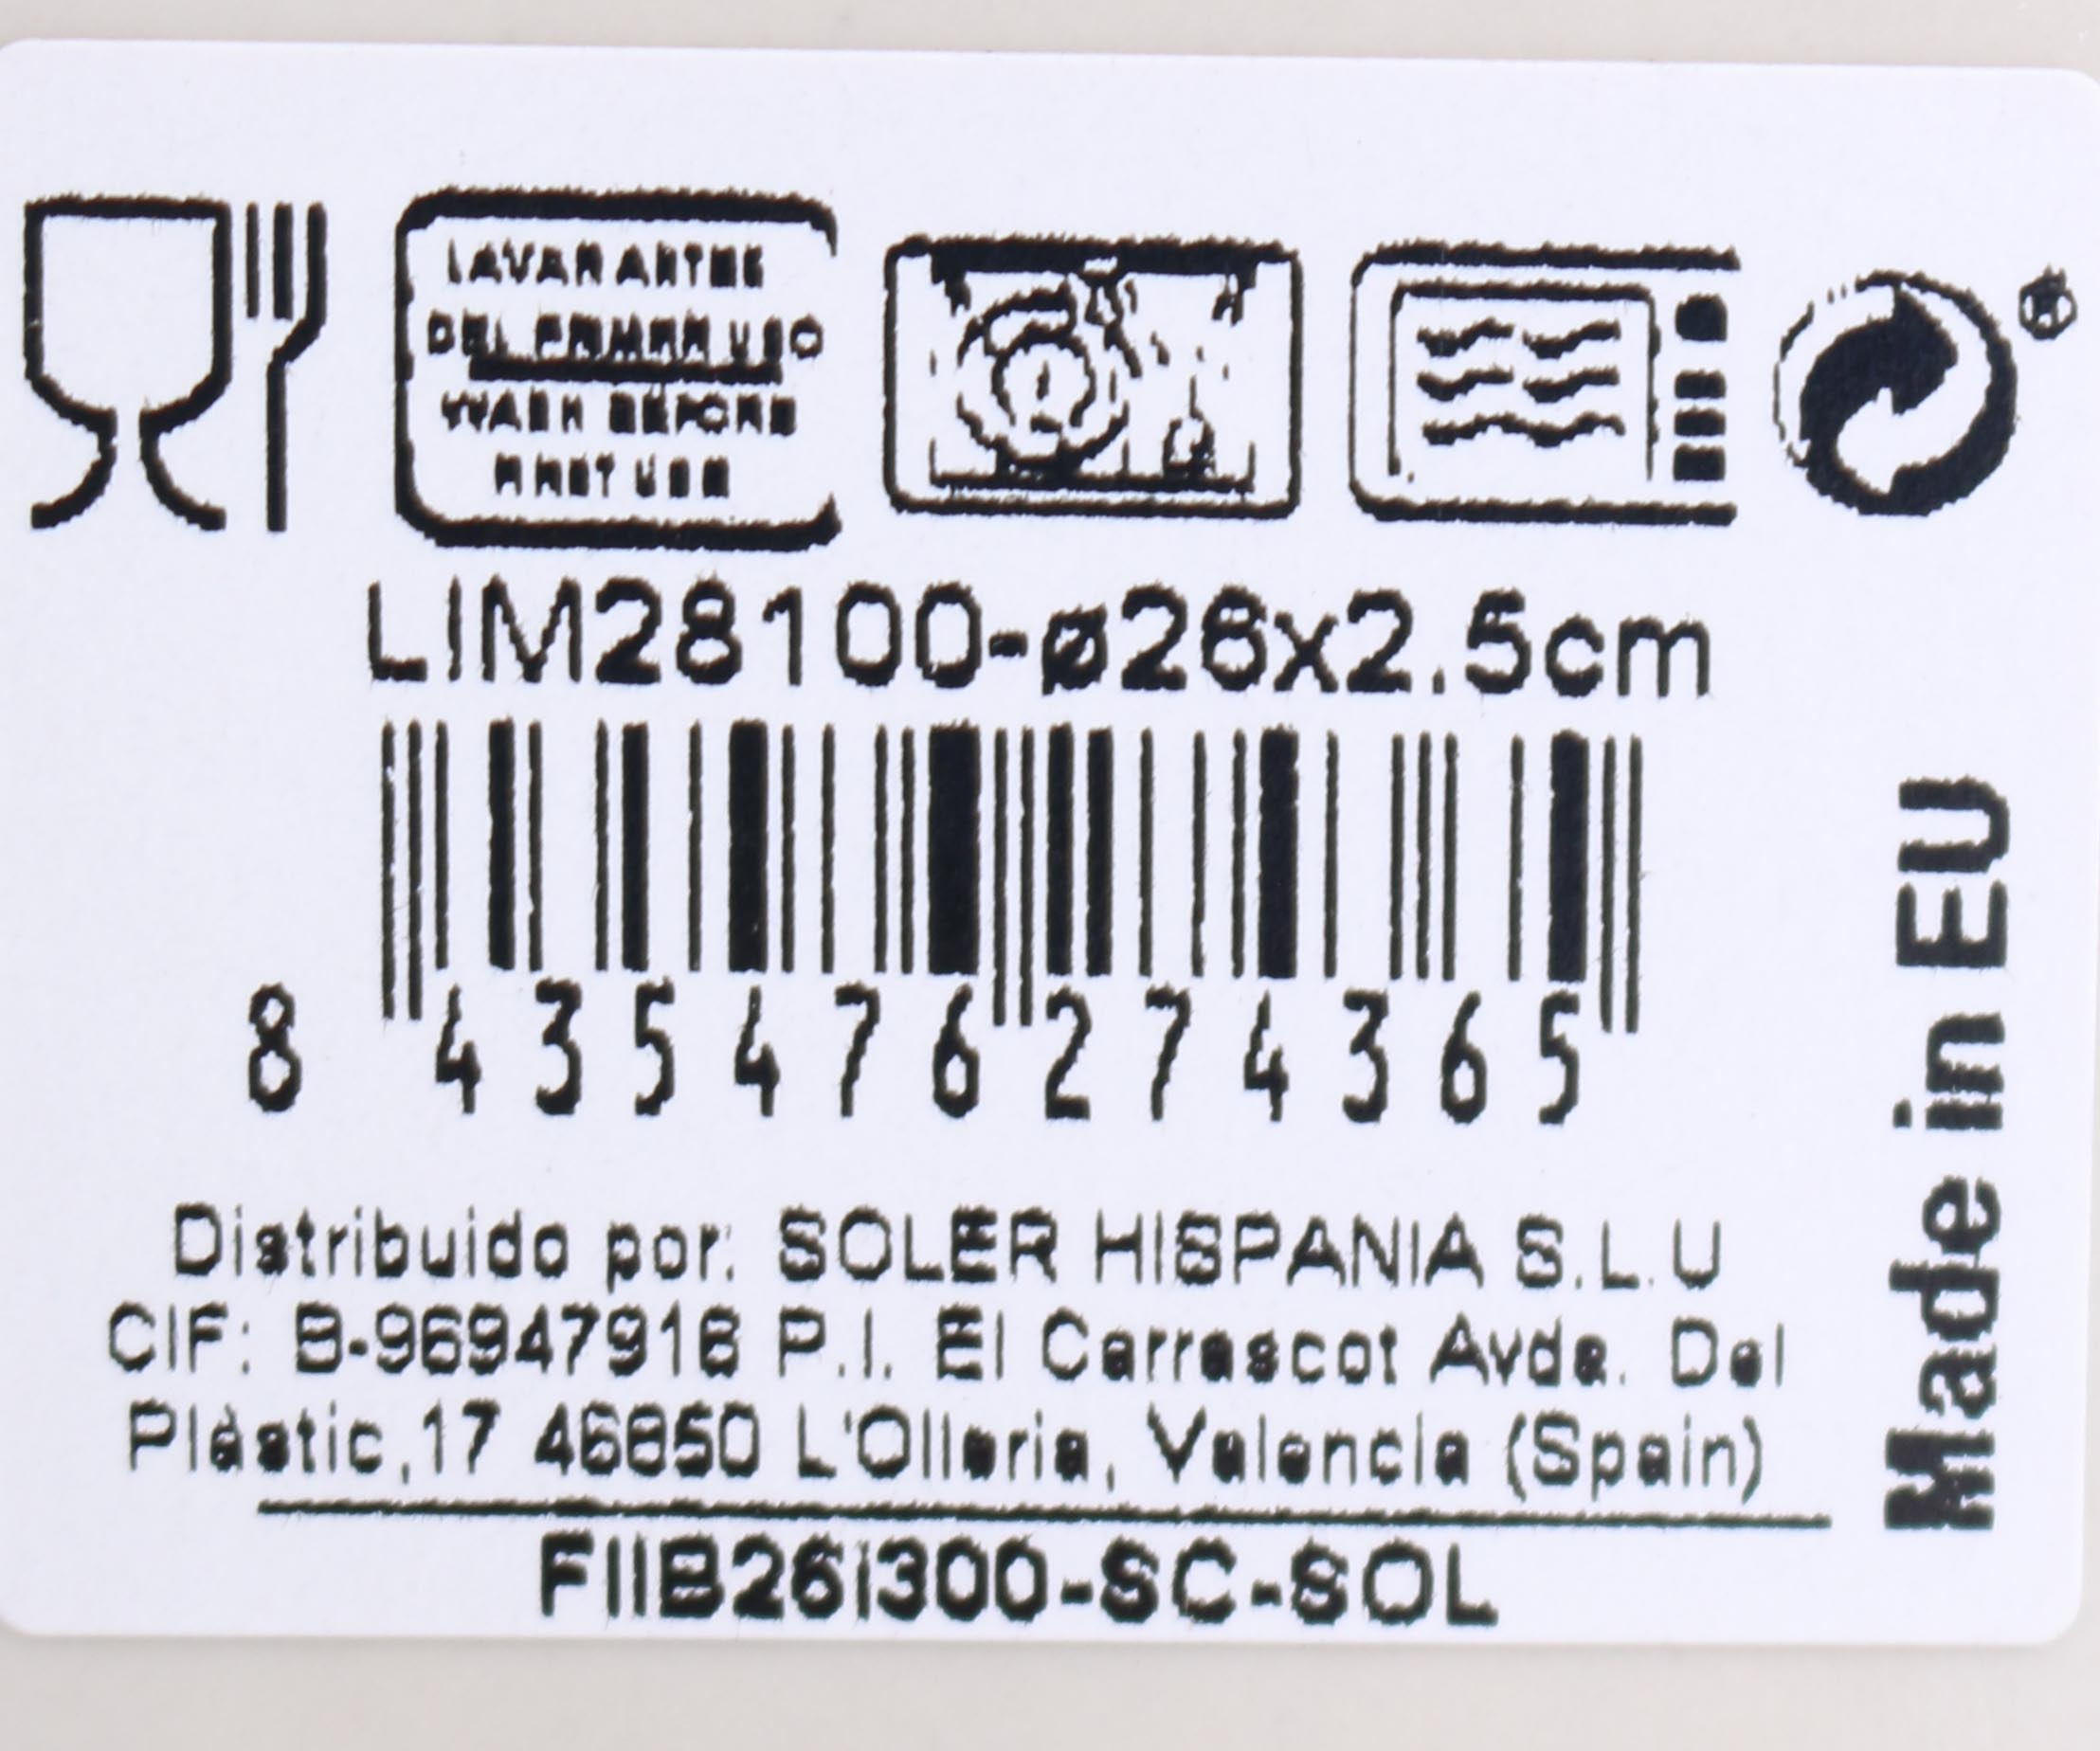 LAVAR ANTES
DEL PRIMER USO
WASH BEFORE
FIRST USE
®
LIM28100-ø26x2.5cm
8 435476 274365
Made in EU
Distribuido por: SOLER HISPANIA S.L.U
CIF: B-96947916 P.I. El Carrascot Avda. Del
Plàstic,17 46850 L'Olleria, Valencia (Spain)
FIIB26I300-SC-SOL